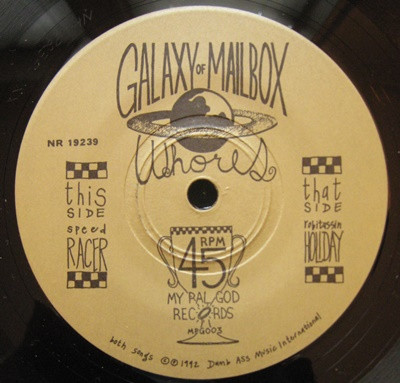 GALAXY OF MAILBOX
Whores
NR 19239
this
SIDE
speed
RACER
that
SIDE
robitussin
HOLIDAY
45 RPM
MY PAL GOD
RECORDS
MPG003
both songs © ℗ 1992 Dumb Ass Music International